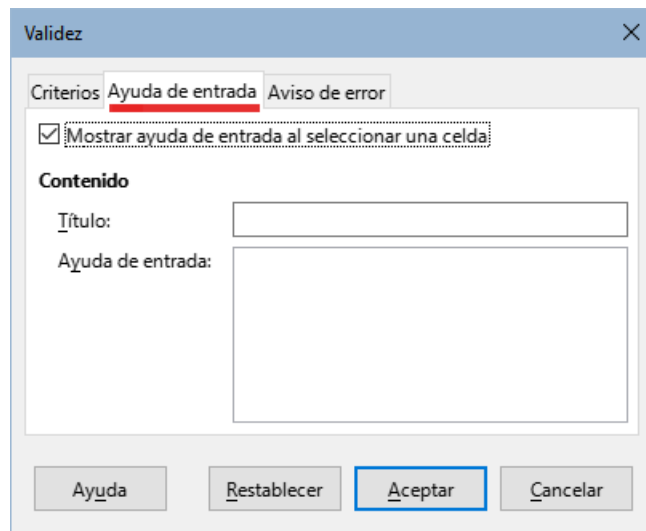 Validez
Criterios Ayuda de entrada Aviso de error
Mostrar ayuda de entrada al seleccionar una celda
Contenido
Título:
Ayuda de entrada:
Ayuda Restablecer Aceptar Cancelar